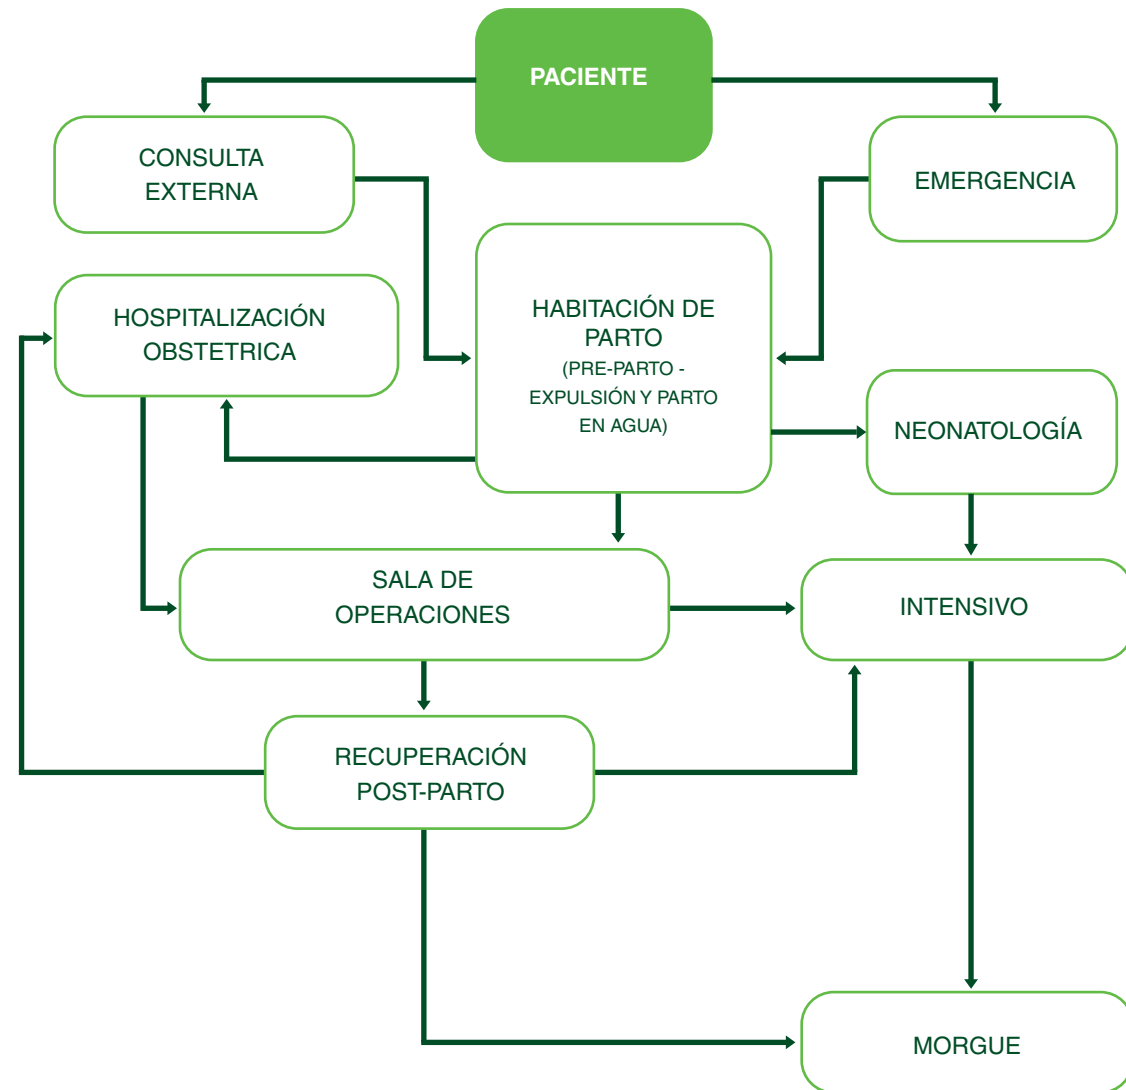 PACIENTE
CONSULTA
EXTERNA
EMERGENCIA
HOSPITALIZACIÓN
OBSTETRICA
HABITACIÓN DE
PARTO
(PRE-PARTO -
EXPULSIÓN Y PARTO
EN AGUA)
NEONATOLOGÍA
SALA DE
OPERACIONES
INTENSIVO
RECUPERACIÓN
POST-PARTO
MORGUE